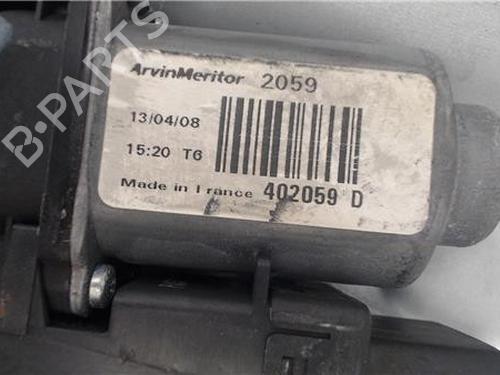 ArvinMeritor 2059
13/04/08
15:20 T6
Made in France 402059 D
B-Parts